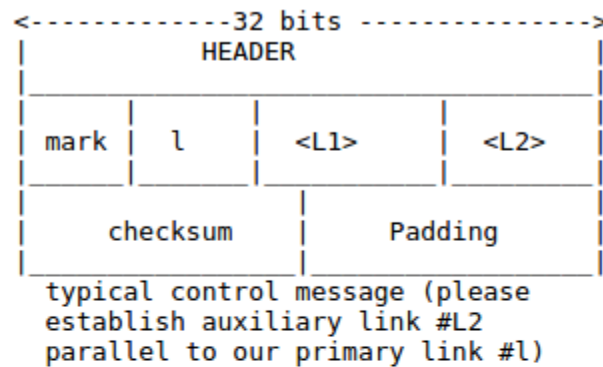 <-------------32 bits --------------->
HEADER
mark | l | <L1> | <L2>
checksum | Padding
typical control message (please
establish auxiliary link #L2
parallel to our primary link #l)